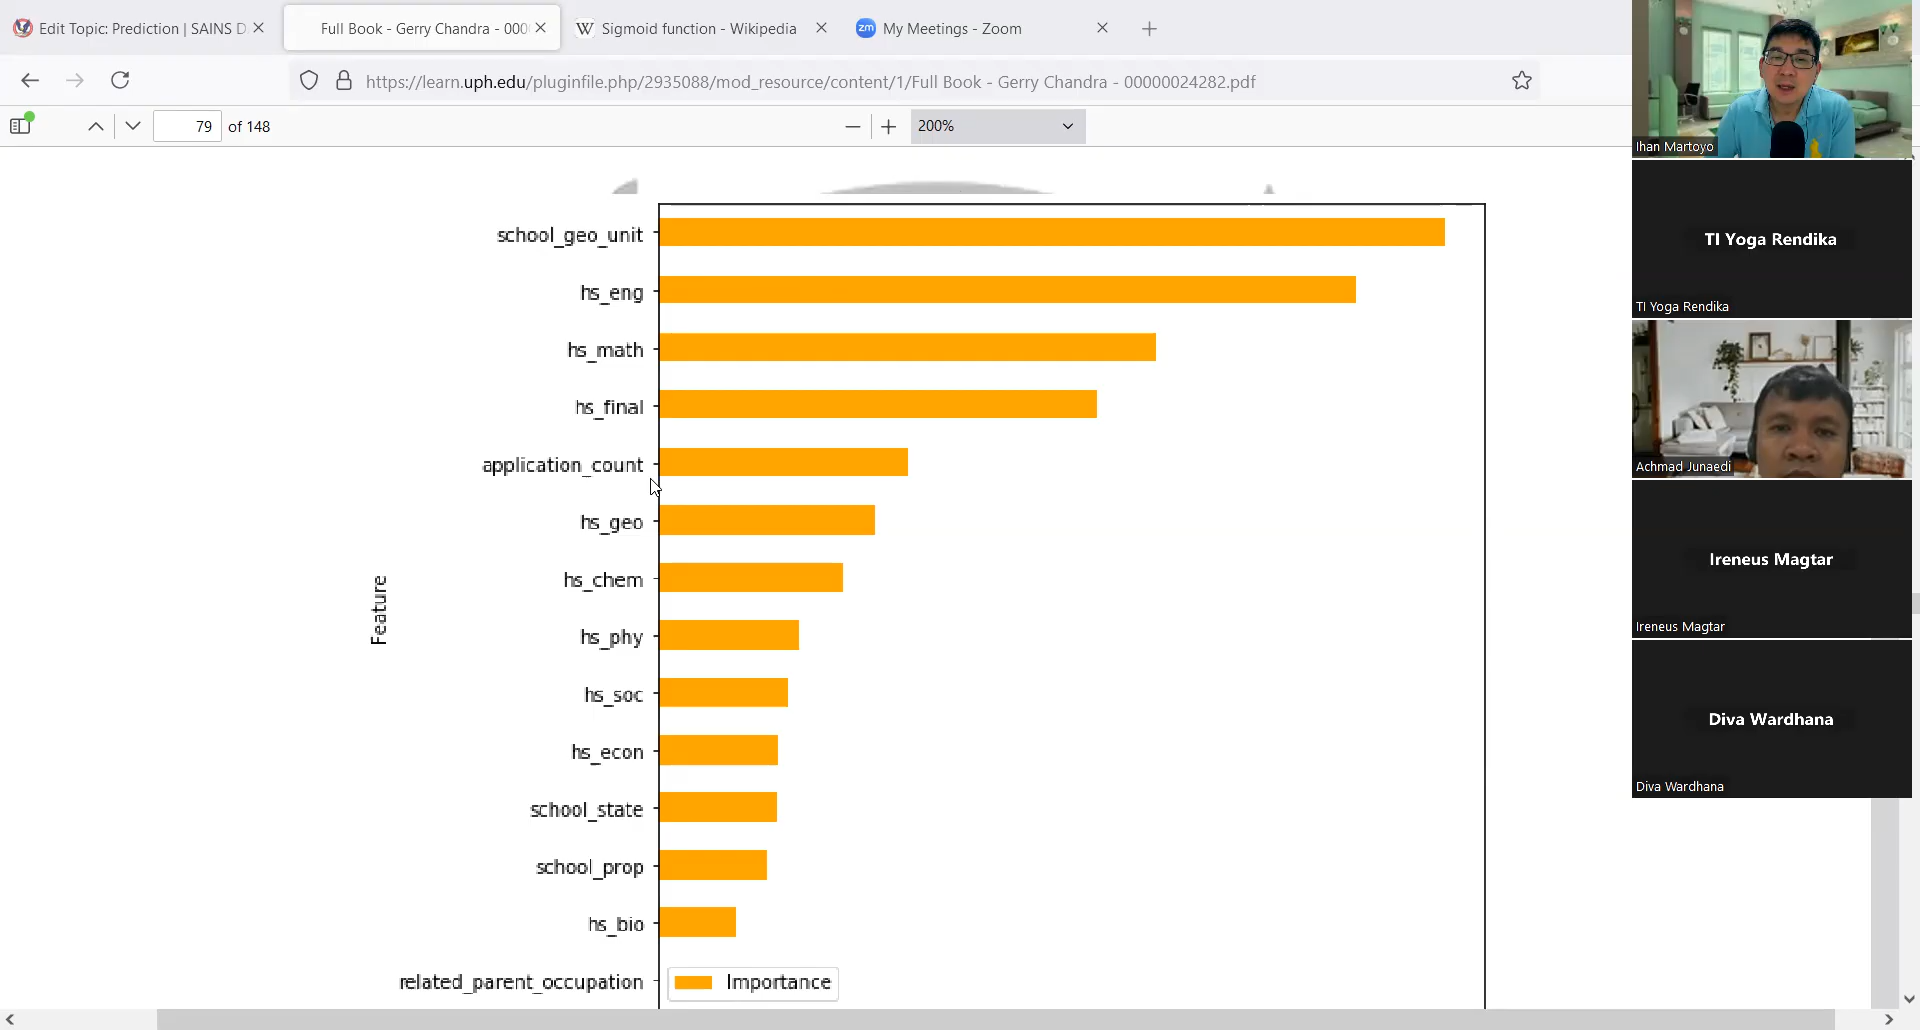 Edit Topic: Prediction | SAINS D
Full Book - Gerry Chandra - 000
W Sigmoid function - Wikipedia
zm My Meetings - Zoom
https://learn.uph.edu/pluginfile.php/2935088/mod_resource/content/1/Full Book - Gerry Chandra - 00000024282.pdf
79 of 148
200%
school_geo_unit
hs_eng
hs_math
hs_final
application_count
hs_geo
hs_chem
hs_phy
hs_soc
hs_econ
school_state
school_prop
hs_bio
related_parent_occupation
Feature
Importance
Ihan Martoyo
TI Yoga Rendika
TI Yoga Rendika
Achmad Junaedi
Ireneus Magtar
Ireneus Magtar
Diva Wardhana
Diva Wardhana